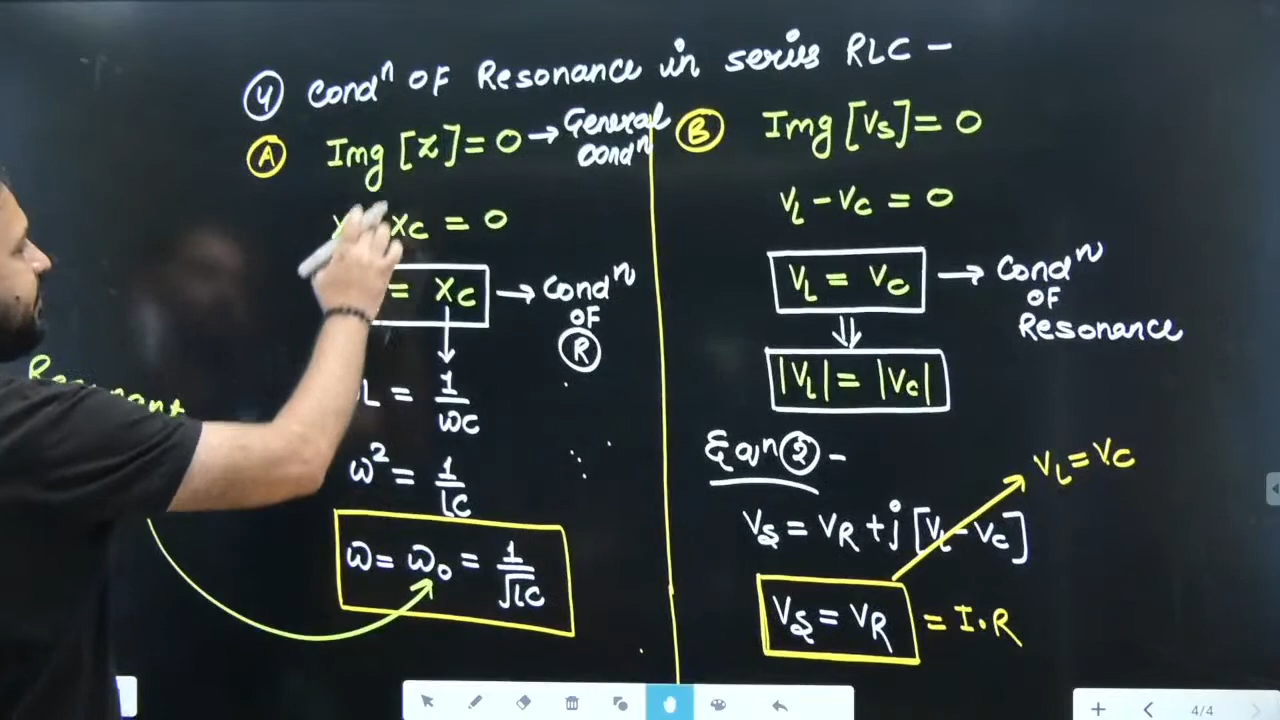 4 Condⁿ OF Resonance in series RLC –
A Img [Z] = 0 → General Condⁿ
Xc = 0
= Xc → Condⁿ OF R
L = 1/ωC
ω² = 1/LC
ω = ω₀ = 1/√LC
B Img [Vs] = 0
VL - Vc = 0
VL = Vc → Condⁿ OF Resonance
⇓
|VL| = |Vc|
Eqⁿ 2 -
Vs = VR + j [VL - Vc]
VL = Vc
Vs = VR = I.R
4/4